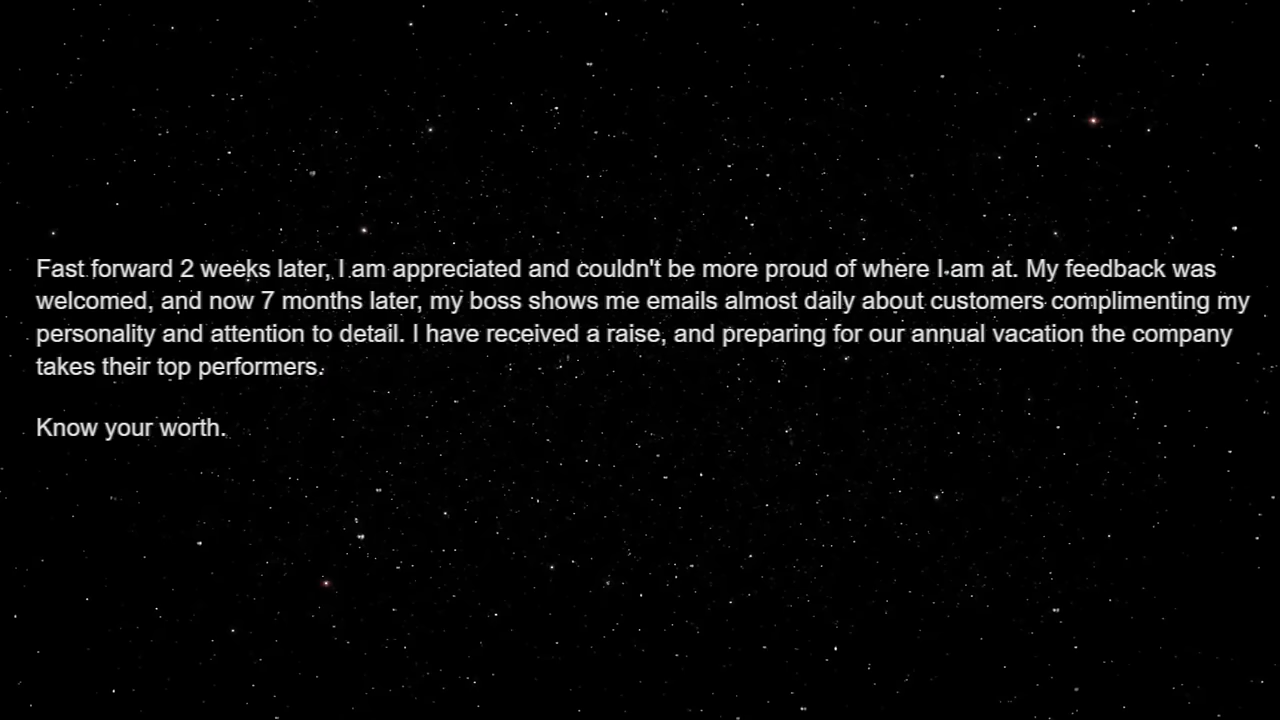 Fast forward 2 weeks later, I am appreciated and couldn't be more proud of where I am at. My feedback was
welcomed, and now 7 months later, my boss shows me emails almost daily about customers complimenting my
personality and attention to detail. I have received a raise, and preparing for our annual vacation the company
takes their top performers.
Know your worth.